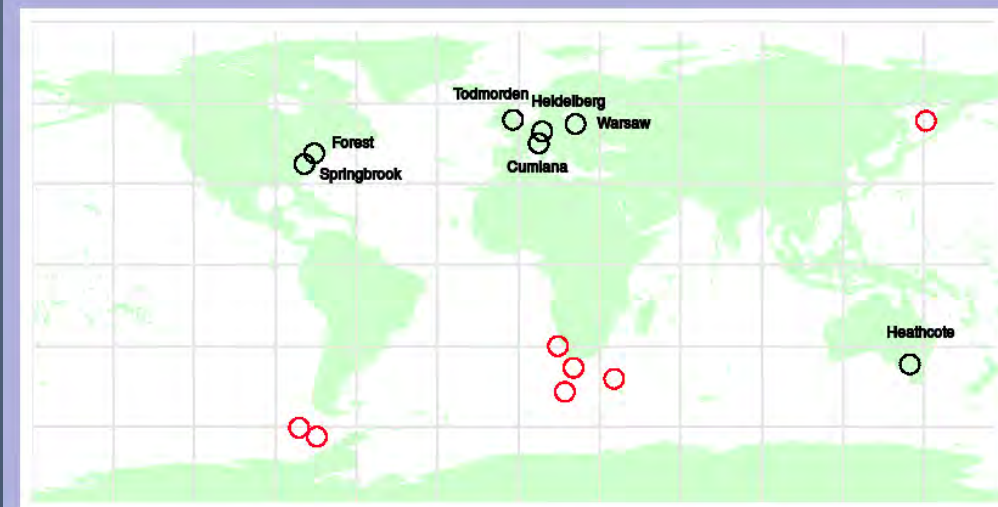 Todmorden
Heidelberg
Warsaw
Forest
Cumiana
Springbrook
Heathcote